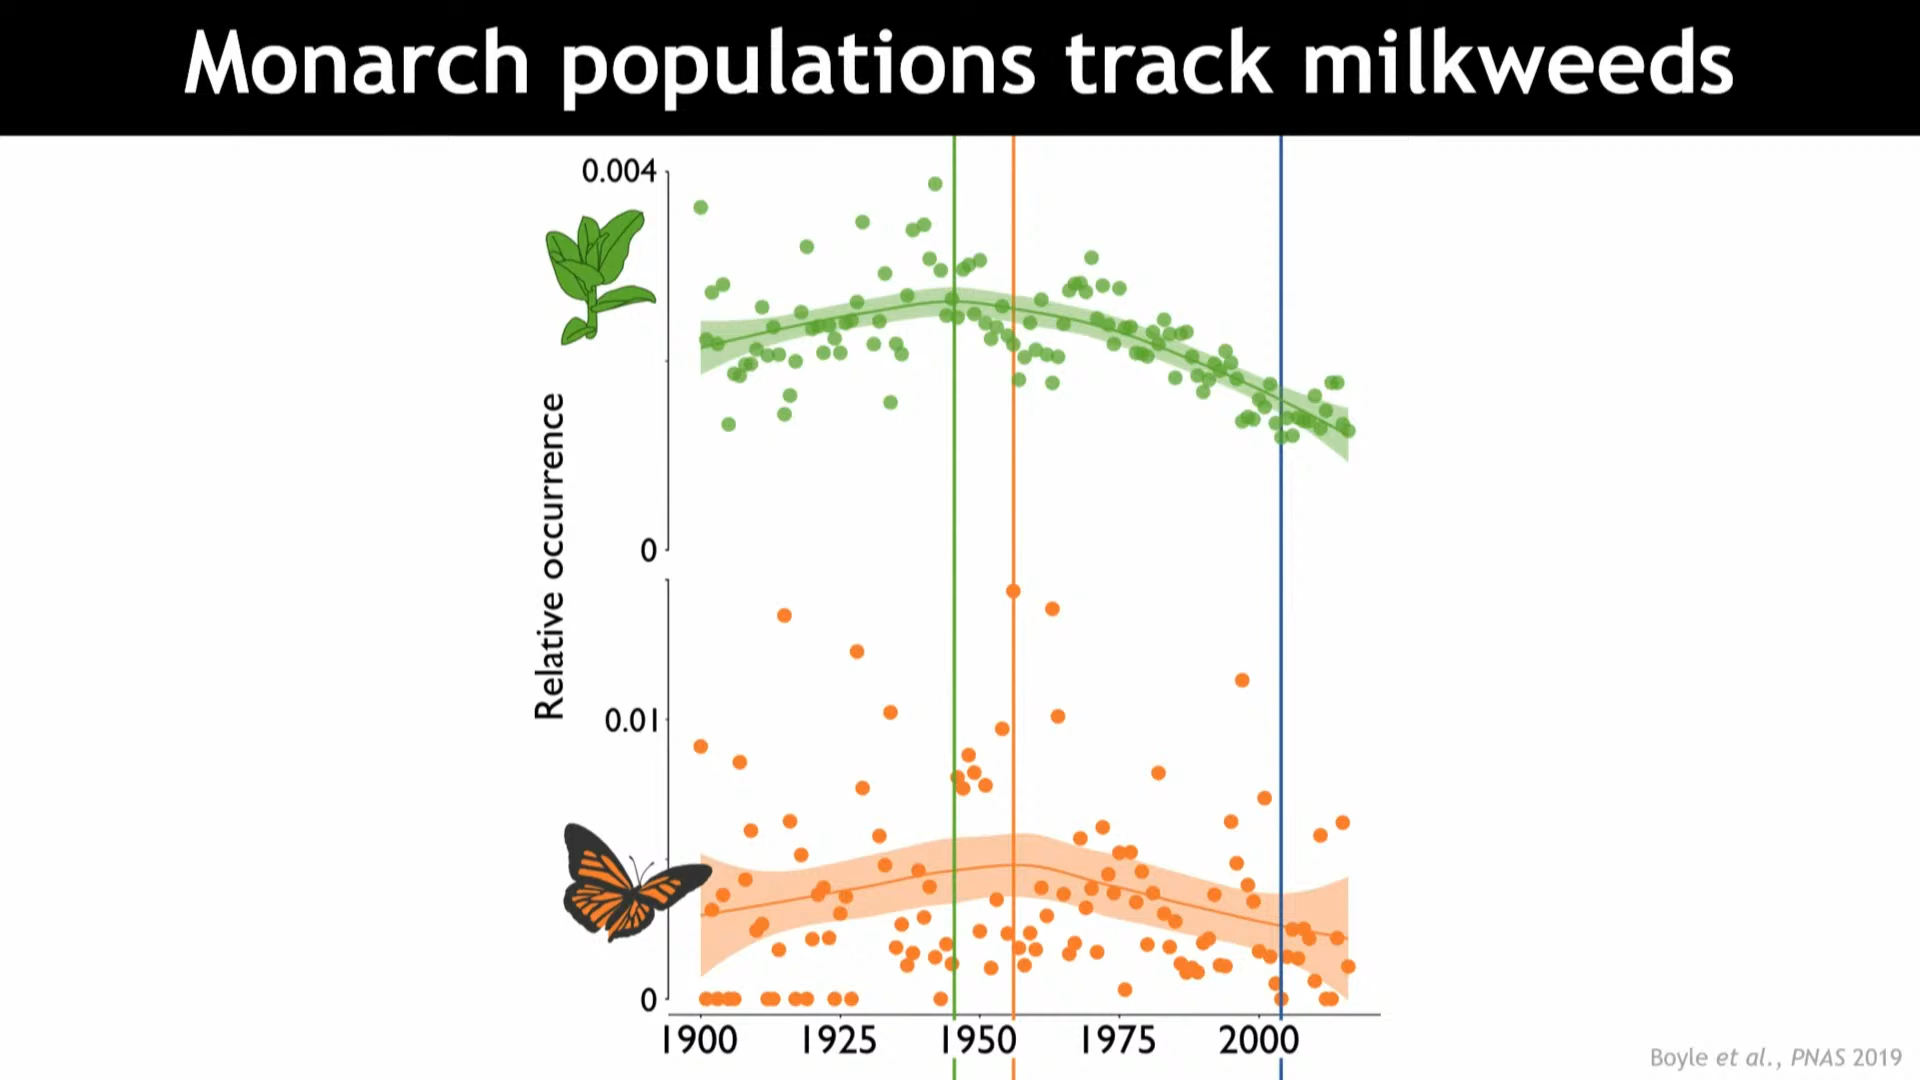 Monarch populations track milkweeds
0.004
0
Relative occurrence
0.01
0
1900 1925 1950 1975 2000
Boyle et al., PNAS 2019